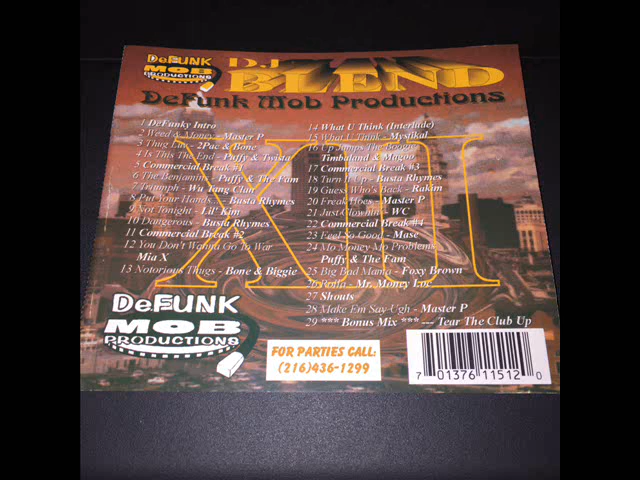 DeFUNK
MOB
PRODUCTIONS
DJ
BLEND
DeFunk Mob Productions
XII
1 DeFunky Intro
2 Weed & Money - Master P
3 Thug Luv - 2Pac & Bone
4 Is This The End - Puffy & Twista
5 Commercial Break #1
6 The Benjamin - Puffy & The Fam
7 Triumph - Wu Tang Clan
8 Put Your Hands - Busta Rhymes
9 Not Tonight - Lil' Kim
10 Dangerous - Busta Rhymes
11 Commercial Break #2
12 You Don't Wanna Go To War
Mia X
13 Notorious Thugs - Bone & Biggie
14 What U Think (Interlude)
15 What U Think - Mystikal
16 Up Jumps The Boogie
Timbaland & Magoo
17 Commercial Break #3
18 Turn It Up - Busta Rhymes
19 Guess Who's Back - Rakim
20 Freak Hoes - Master P
21 Just Clownin' - WC
22 Commercial Break #4
23 Feel So Good - Mase
24 Mo Money Mo Problems
Puffy & The Fam
25 Big Bad Mama - Foxy Brown
26 - Mr. Money Loc
27 Shouts
28 Make Em Say Ugh - Master P
29 *** Bonus Mix *** --- Tear The Club Up
DeFUNK
MOB
PRODUCTIONS
FOR PARTIES CALL:
(216)436-1299
7 01376 11512 0